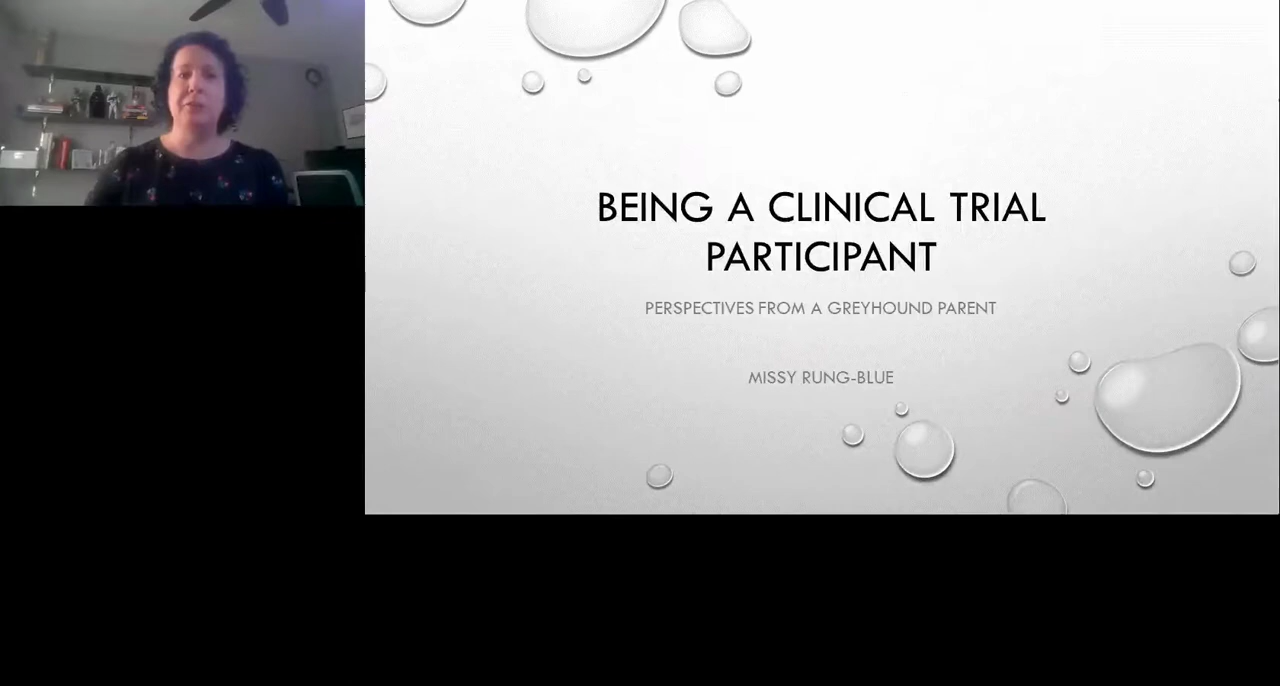 BEING A CLINICAL TRIAL
PARTICIPANT
PERSPECTIVES FROM A GREYHOUND PARENT
MISSY RUNG-BLUE